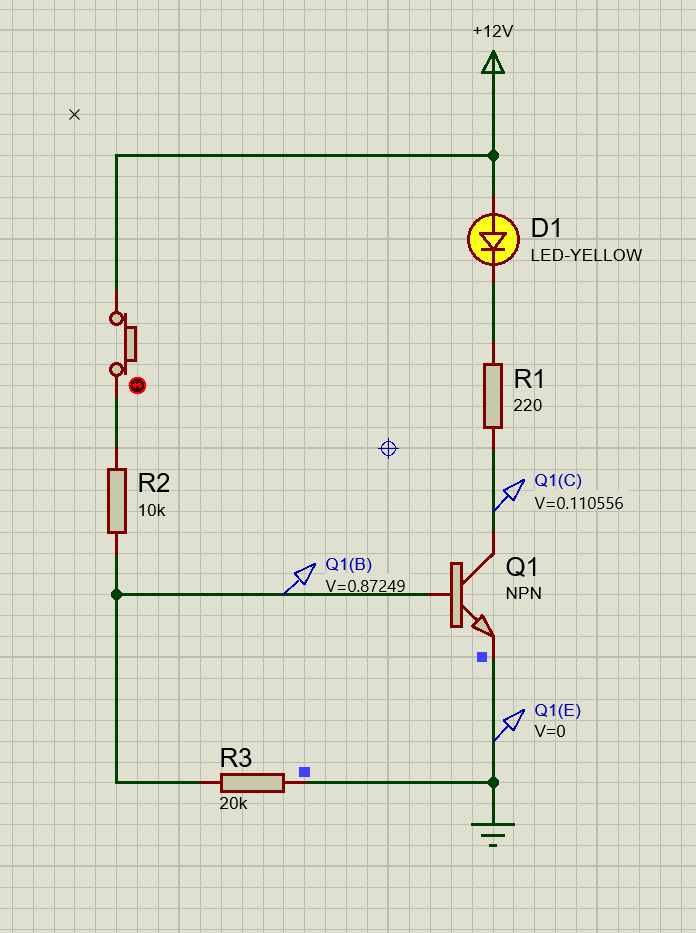 +12V
D1
LED-YELLOW
R1
220
R2
10k
Q1(C)
V=0.110556
Q1(B)
V=0.87249
Q1
NPN
Q1(E)
V=0
R3
20k